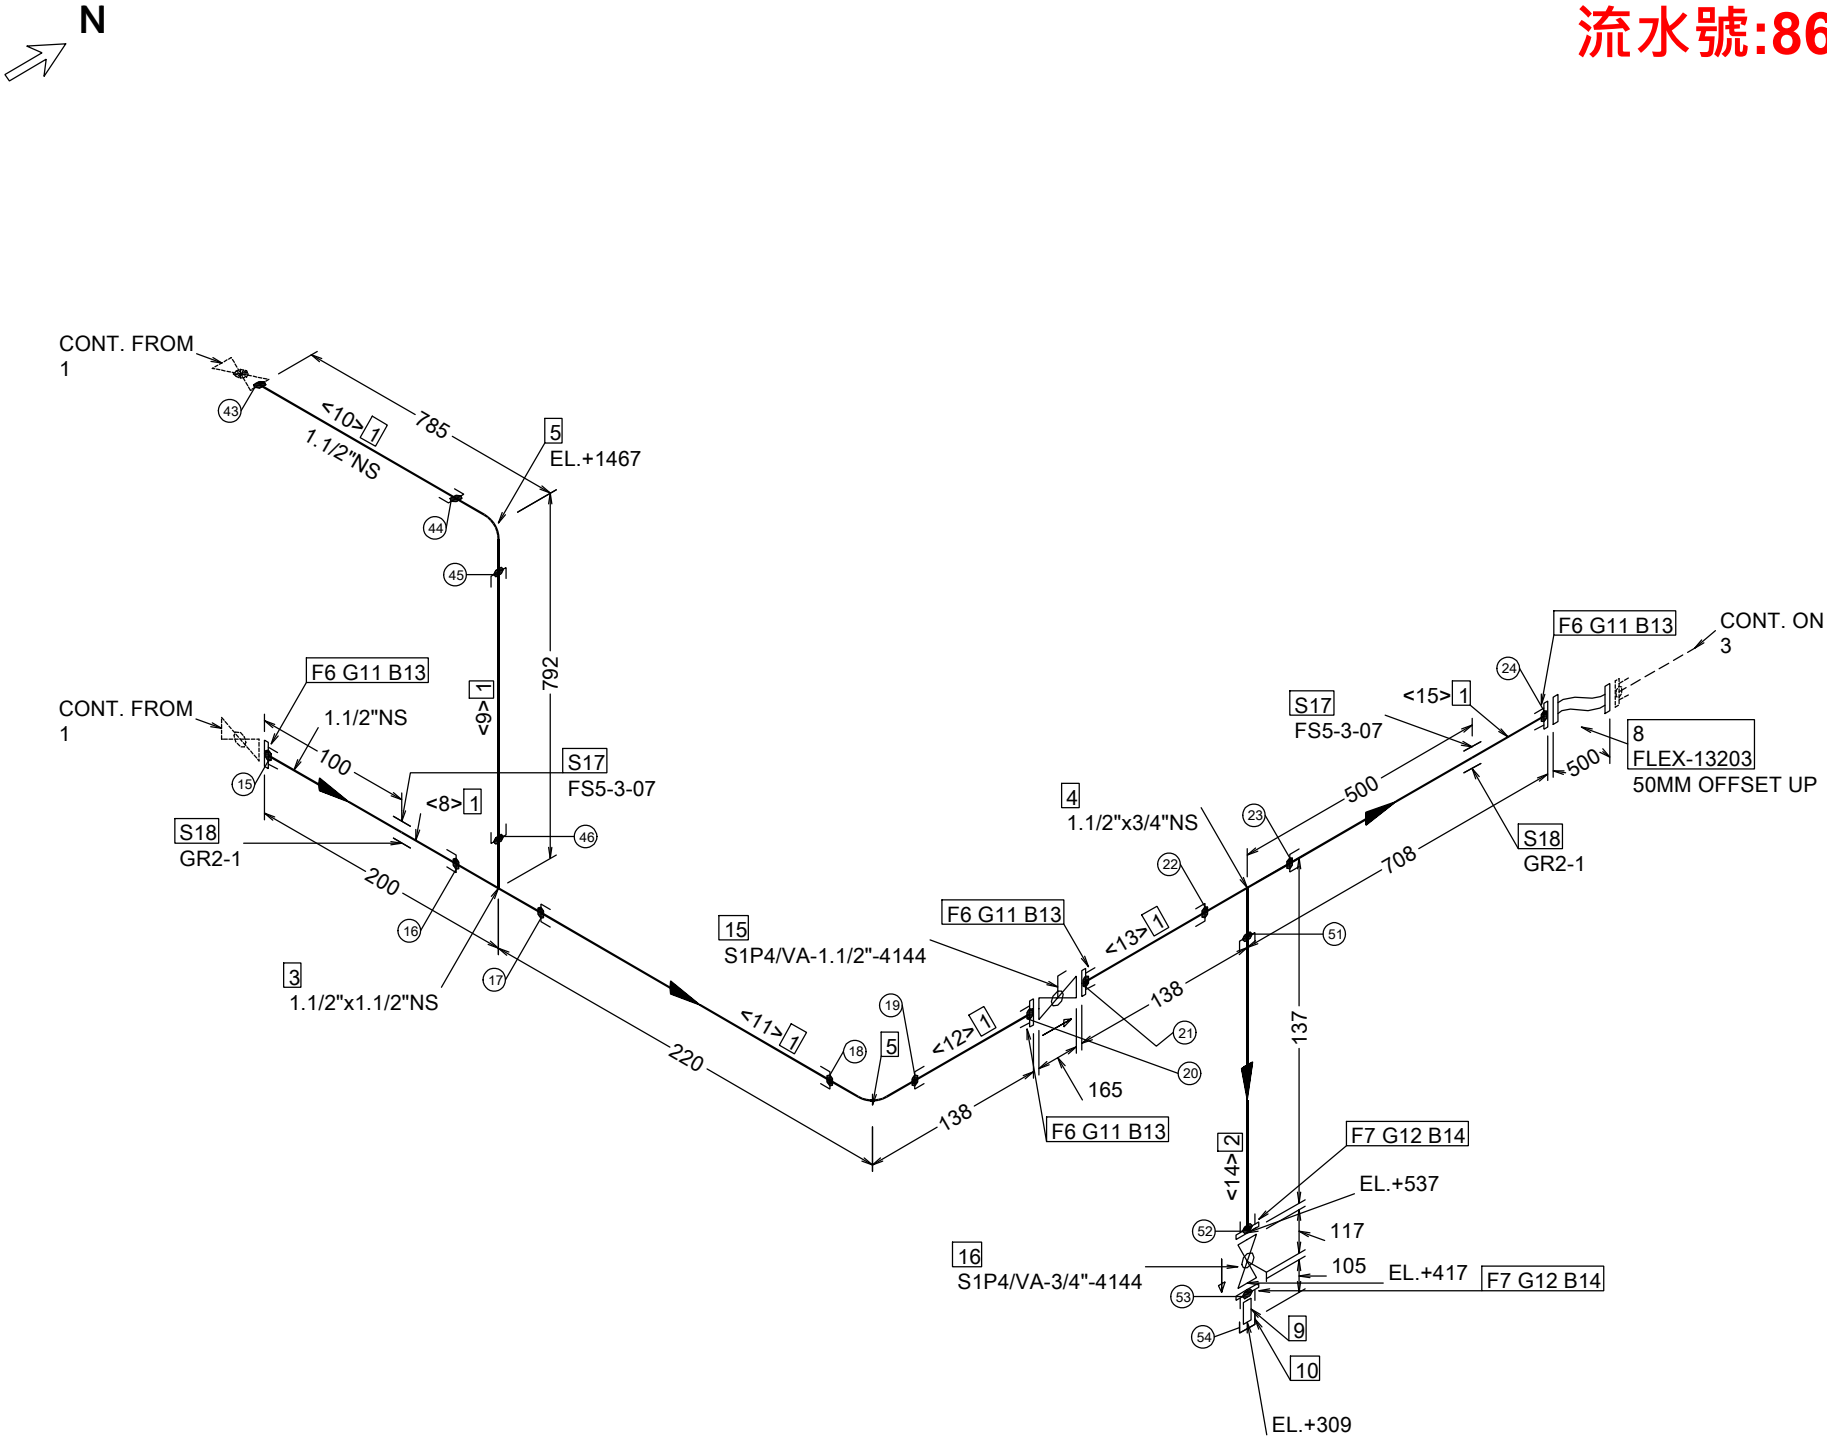 N
流水號:86
CONT. FROM
1
43
<10> 1
1.1/2"NS
785
5
EL.+1467
44
45
792
<9> 1
F6 G11 B13
CONT. FROM
1
1.1/2"NS
100
15
S17
FS5-3-07
<8> 1
S18
GR2-1
46
200
16
17
3
1.1/2"x1.1/2"NS
<11> 1
220
18
5
19
<12> 1
138
15
S1P4/VA-1.1/2"-4144
F6 G11 B13
<13> 1
138
21
20
165
F6 G11 B13
4
1.1/2"x3/4"NS
22
23
51
S17
FS5-3-07
<15> 1
24
F6 G11 B13
CONT. ON
3
500
708
500
8
FLEX-13203
50MM OFFSET UP
S18
GR2-1
137
<14> 2
F7 G12 B14
EL.+537
52
117
16
S1P4/VA-3/4"-4144
105
EL.+417
F7 G12 B14
53
54
9
10
EL.+309